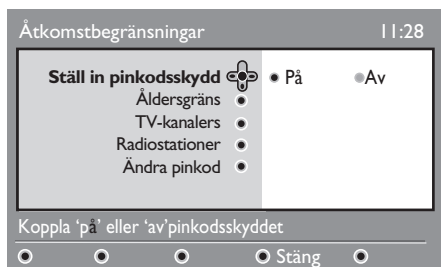 Åtkomstbegränsningar 11:28
Ställ in pinkodsskydd På Av
Åldersgräns
TV-kanalers
Radiostationer
Ändra pinkod
Koppla ‘på’ eller ‘av’pinkodsskyddet
Stäng